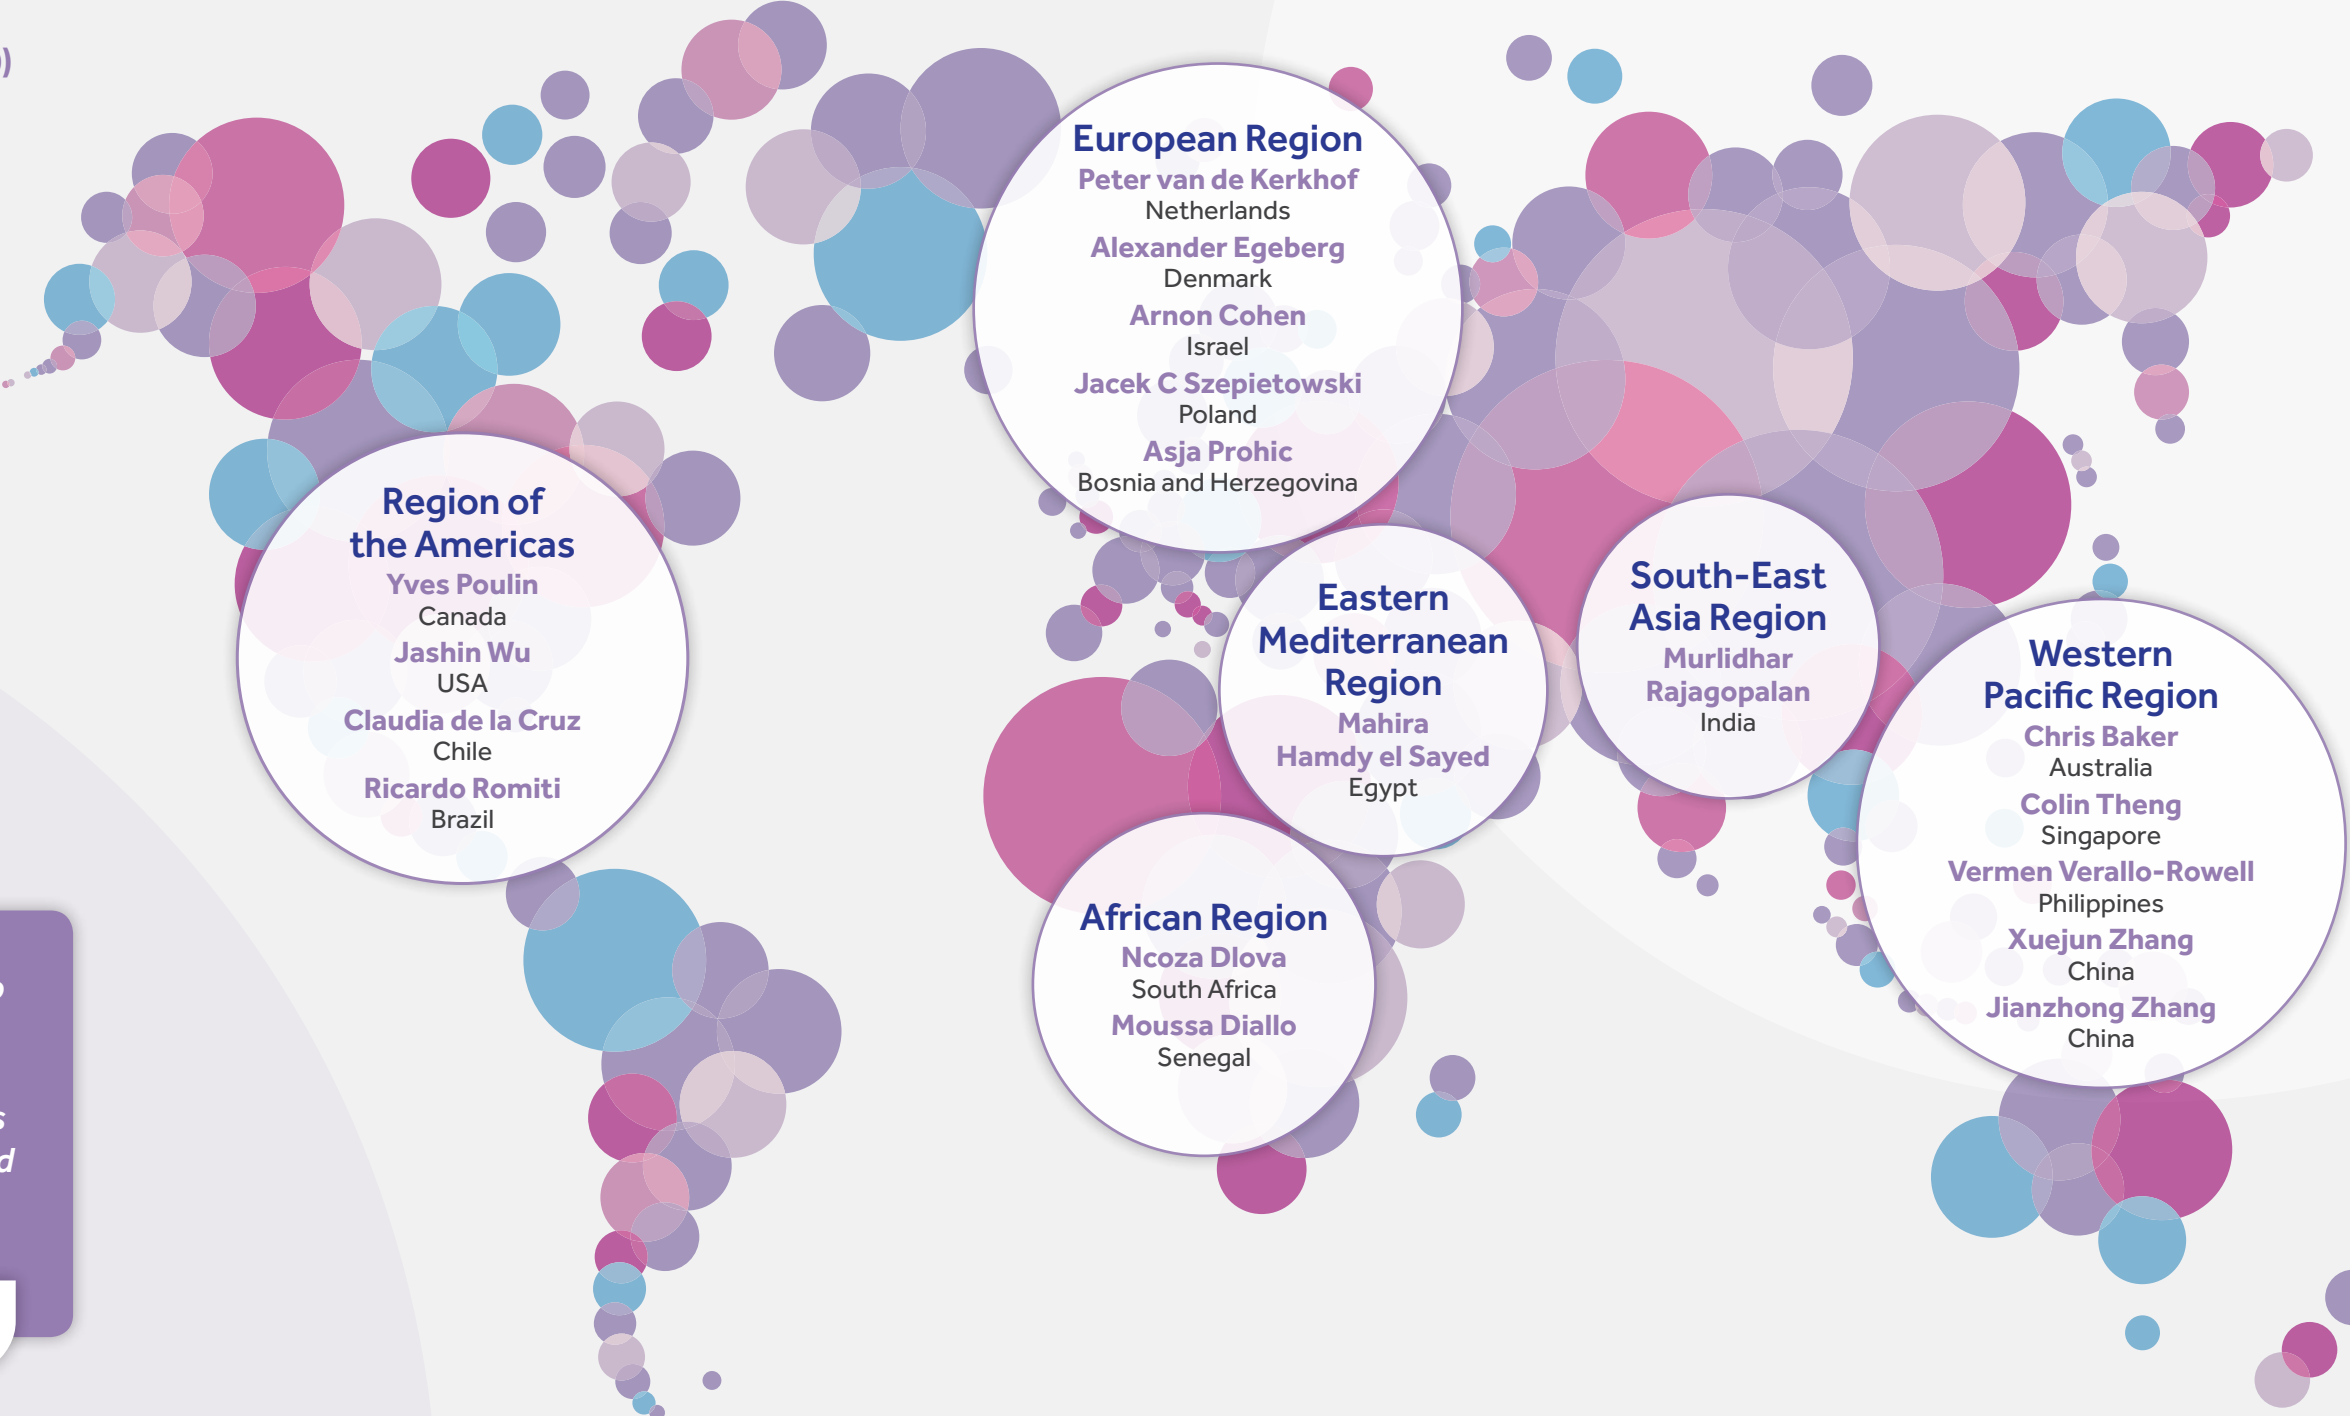 )
European Region
Peter van de Kerkhof
Netherlands
Alexander Egeberg
Denmark
Arnon Cohen
Israel
Jacek C Szepietowski
Poland
Asja Prohic
Bosnia and Herzegovina
Region of
the Americas
Yves Poulin
Canada
Jashin Wu
USA
Claudia de la Cruz
Chile
Ricardo Romiti
Brazil
Eastern
Mediterranean
Region
Mahira
Hamdy el Sayed
Egypt
South-East
Asia Region
Murlidhar
Rajagopalan
India
Western
Pacific Region
Chris Baker
Australia
Colin Theng
Singapore
Vermen Verallo-Rowell
Philippines
Xuejun Zhang
China
Jianzhong Zhang
China
African Region
Ncoza Dlova
South Africa
Moussa Diallo
Senegal
s
d